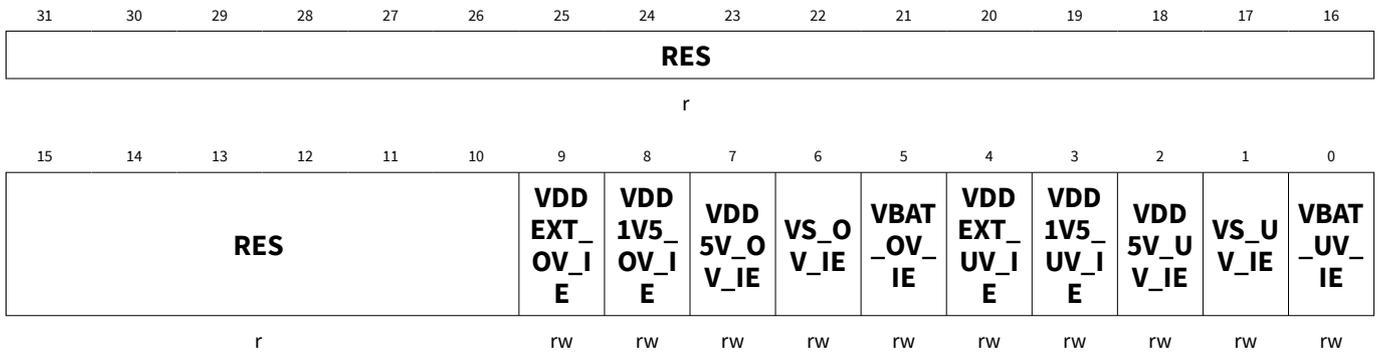 31 30 29 28 27 26 25 24 23 22 21 20 19 18 17 16
RES
r
15 14 13 12 11 10 9 8 7 6 5 4 3 2 1 0
RES
VDD
EXT_
OV_I
E
VDD
1V5_
OV_I
E
VDD
5V_O
V_IE
VS_O
V_IE
VBAT
_OV_
IE
VDD
EXT_
UV_I
E
VDD
1V5_
UV_I
E
VDD
5V_U
V_IE
VS_U
V_IE
VBAT
_UV_
IE
r rw rw rw rw rw rw rw rw rw rw